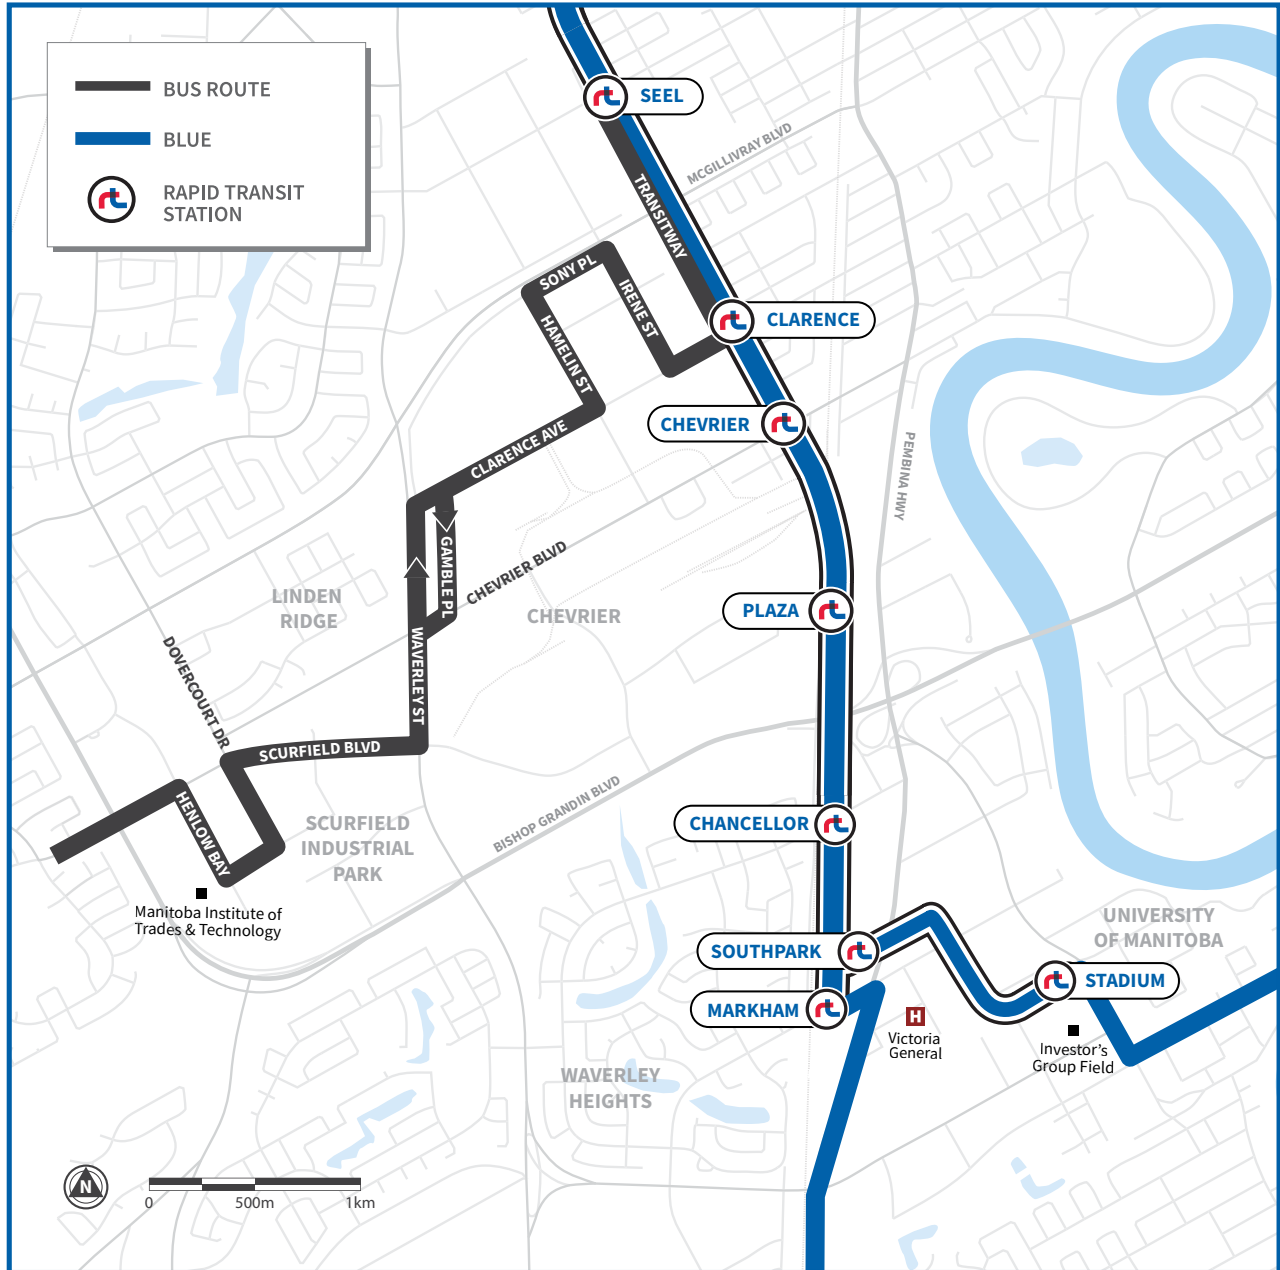 BUS ROUTE
BLUE
RAPID TRANSIT
STATION
SEEL
MCGILLIVRAY BLVD
TRANSITWAY
SONY PL
IRENE ST
HAMELIN ST
CLARENCE
CHEVRIER
CLARENCE AVE
PEMBINA HWY
GAMBLE PL
CHEVRIER BLVD
LINDEN
RIDGE
CHEVRIER
PLAZA
DOVERCOURT DR
WAVERLEY ST
SCURFIELD BLVD
HENLOW BAY
BISHOP GRANDIN BLVD
SCURFIELD
INDUSTRIAL
PARK
CHANCELLOR
Manitoba Institute of
Trades & Technology
UNIVERSITY
OF MANITOBA
SOUTHPARK
STADIUM
MARKHAM
H
Victoria
General
Investor's
Group Field
WAVERLEY
HEIGHTS
N
0 500m 1km